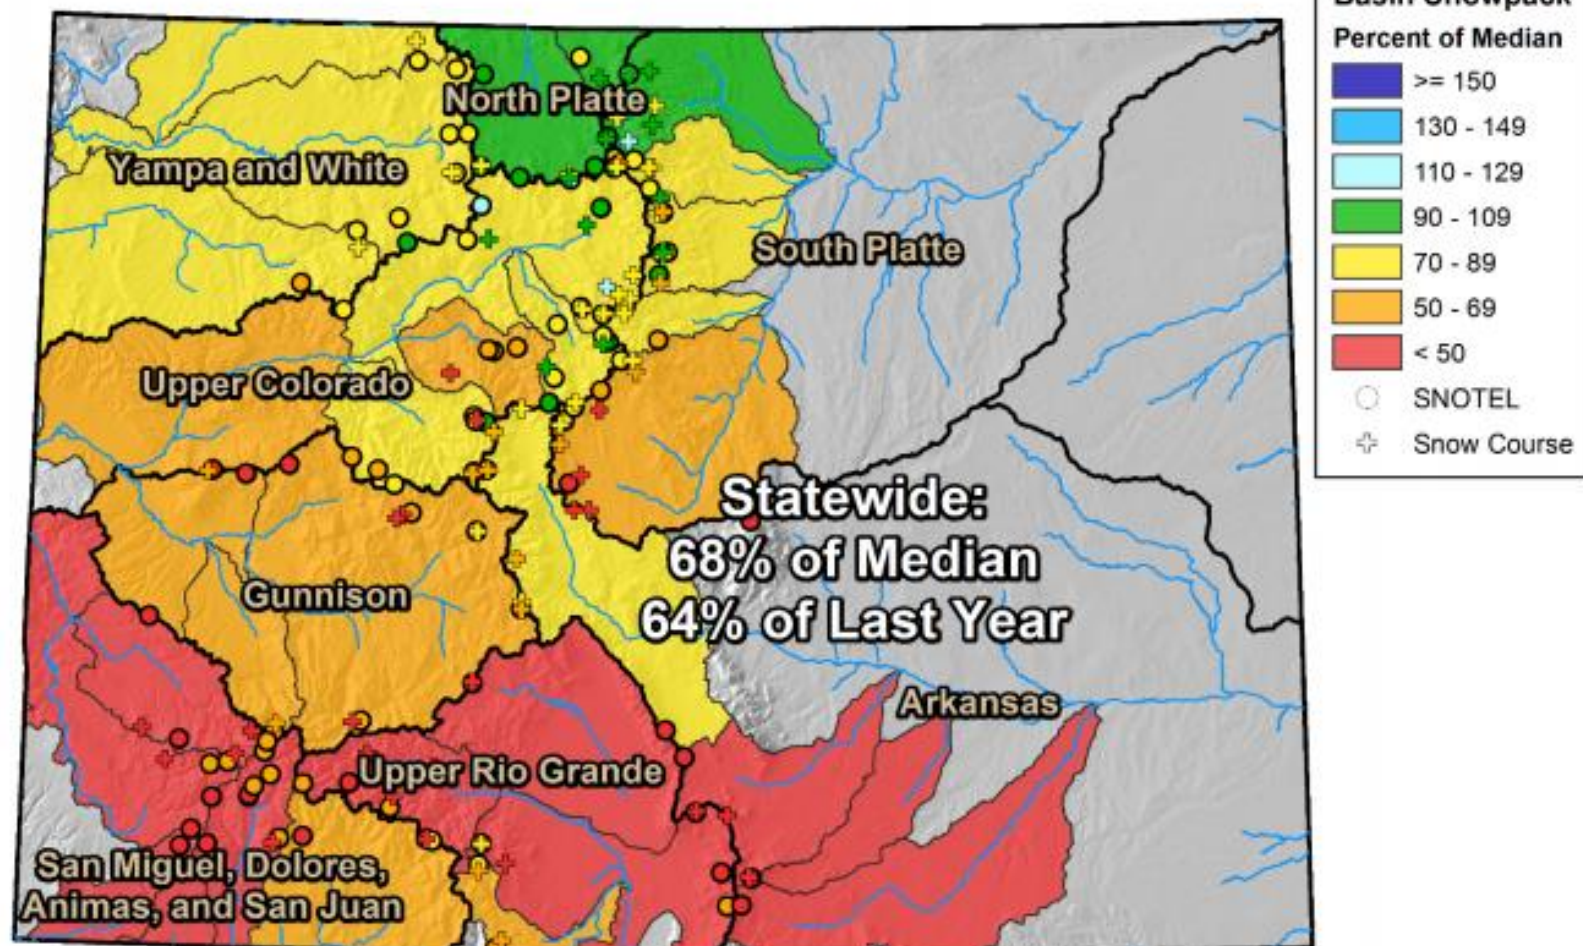 Basin Snowpack
Percent of Median
>= 150
130 - 149
110 - 129
90 - 109
70 - 89
50 - 69
< 50
SNOTEL
Snow Course
North Platte
Yampa and White
South Platte
Upper Colorado
Statewide:
68% of Median
64% of Last Year
Gunnison
Arkansas
Upper Rio Grande
San Miguel, Dolores,
Animas, and San Juan